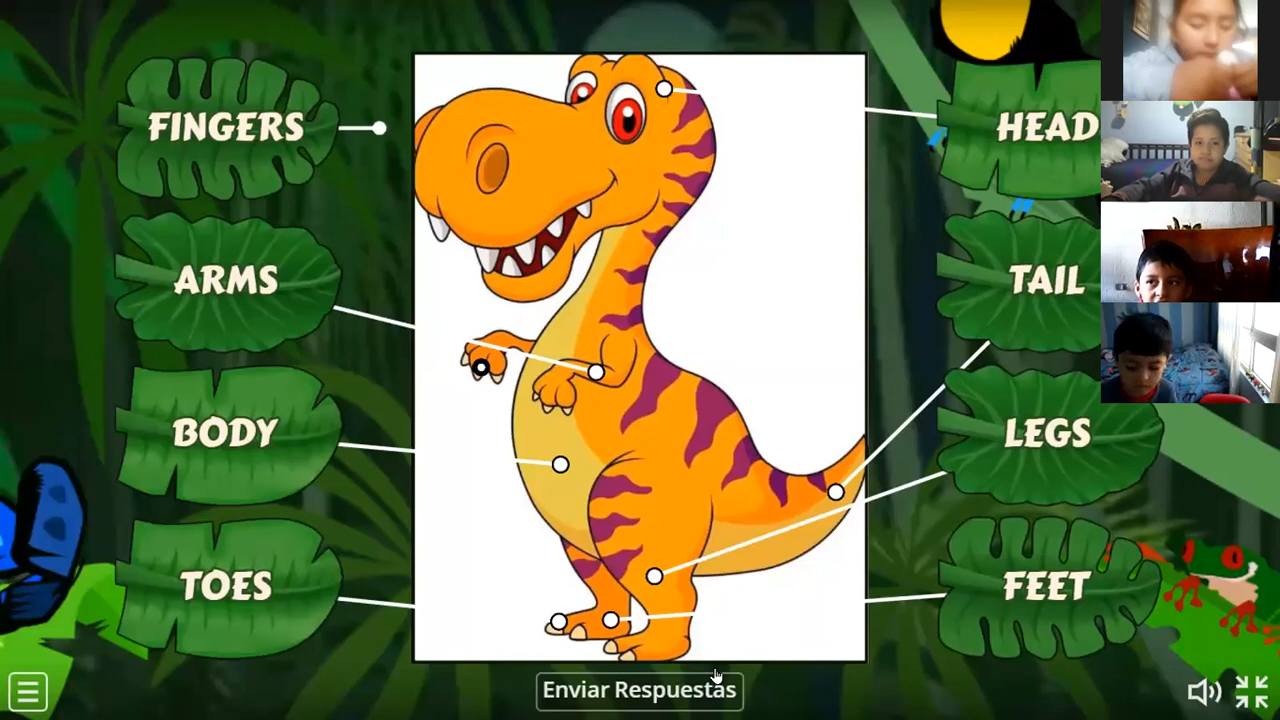 FINGERS
HEAD
ARMS
TAIL
BODY
LEGS
TOES
FEET
Enviar Respuestas